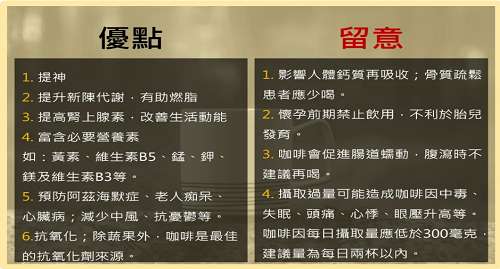 優點
1. 提神
2. 提升新陳代謝，有助燃脂
3. 提高腎上腺素，改善生活動能
4. 富含必要營養素
如：黃素、維生素B5、錳、鉀、
鎂及維生素B3等。
5. 預防阿茲海默症、老人痴呆、
心臟病；減少中風、抗憂鬱等。
6.抗氧化；除蔬果外，咖啡是最佳
的抗氧化劑來源。
留意
1. 影響人體鈣質再吸收；骨質疏鬆
患者應少喝。
2. 懷孕前期禁止飲用，不利於胎兒
發育。
3. 咖啡會促進腸道蠕動，腹瀉時不
建議再喝。
4. 攝取過量可能造成咖啡因中毒、
失眠、頭痛、心悸、眼壓升高等。
咖啡因每日攝取量應低於300毫克，
建議量為每日兩杯以內。